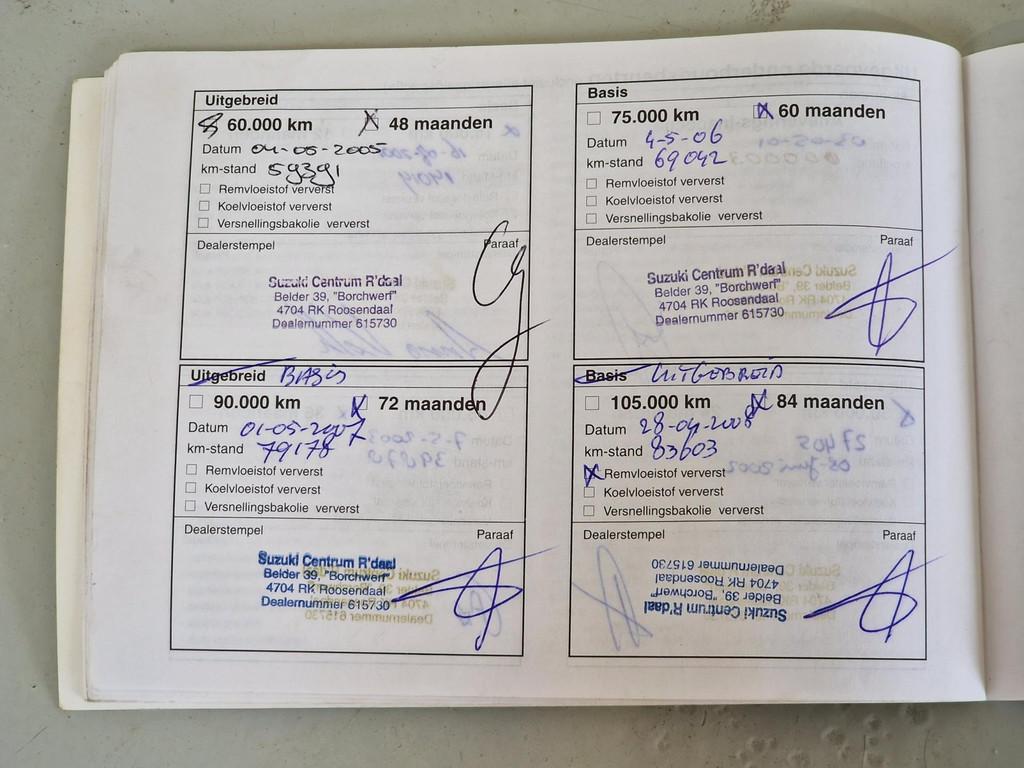 Uitgebreid
60.000 km 48 maanden
Datum 04-05-2005
km-stand 59391
Remvloeistof ververst
Koelvloeistof ververst
Versnellingsbakolie ververst
Dealerstempel Paraaf
Suzuki Centrum R'daal
Belder 39, "Borchwerf"
4704 RK Roosendaal
Dealernummer 615730
Basis
75.000 km 60 maanden
Datum 4-5-06
km-stand 69042
Remvloeistof ververst
Koelvloeistof ververst
Versnellingsbakolie ververst
Dealerstempel Paraaf
Suzuki Centrum R'daal
Belder 39, "Borchwerf"
4704 RK Roosendaal
Dealernummer 615730
Uitgebreid BASIS
90.000 km 72 maanden
Datum 01-05-2007
km-stand 79178
Remvloeistof ververst
Koelvloeistof ververst
Versnellingsbakolie ververst
Dealerstempel Paraaf
Suzuki Centrum R'daal
Belder 39, "Borchwerf"
4704 RK Roosendaal
Dealernummer 615730
Basis UITGEBREID
105.000 km 84 maanden
Datum 28-04-2008
km-stand 83603
Remvloeistof ververst
Koelvloeistof ververst
Versnellingsbakolie ververst
Dealerstempel Paraaf
Suzuki Centrum R'daal
Belder 39, "Borchwerf"
4704 RK Roosendaal
Dealernummer 615730